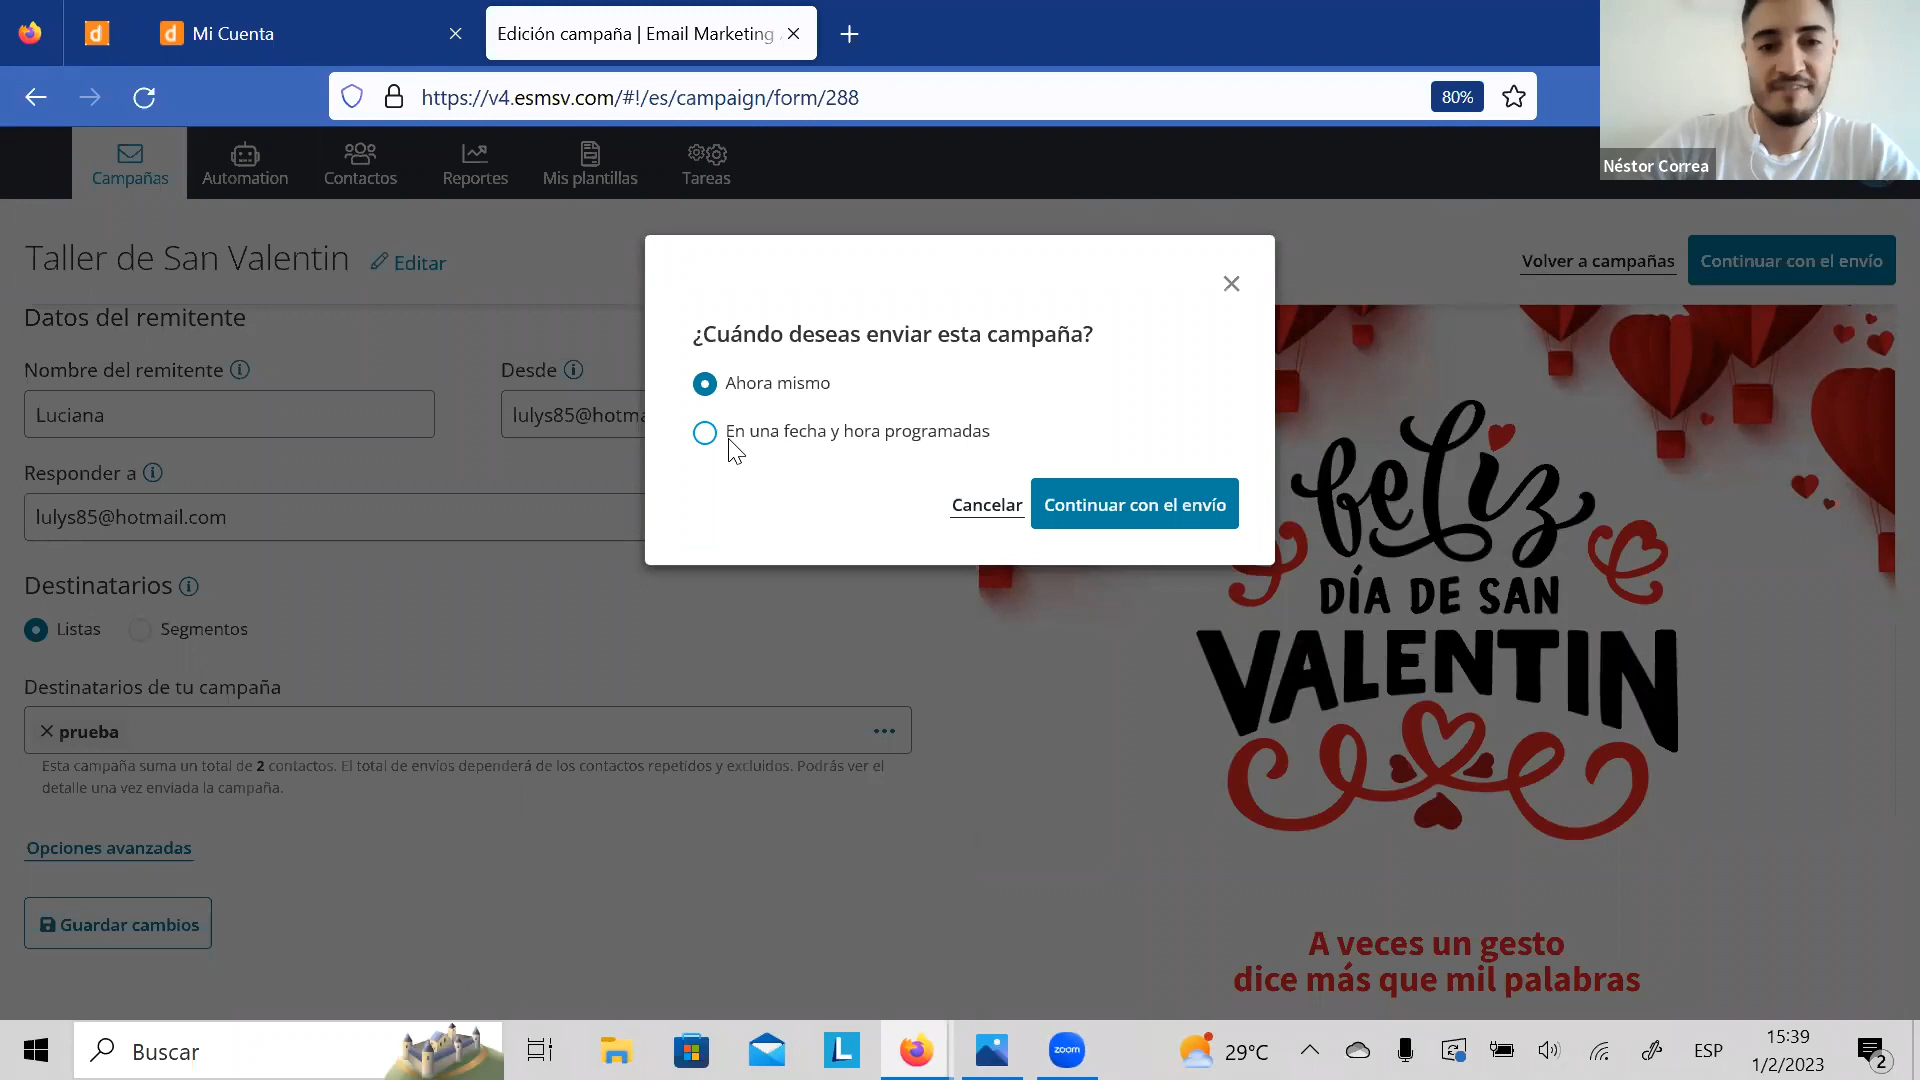 Mi Cuenta
Edición campaña | Email Marketing
https://v4.esmsv.com/#!/es/campaign/form/288
80%
Néstor Correa
Campañas
Automation
Contactos
Reportes
Mis plantillas
Tareas
Taller de San Valentin
Editar
Volver a campañas
Continuar con el envío
Datos del remitente
Nombre del remitente
Desde
Luciana
lulys85@hotma
Responder a
lulys85@hotmail.com
Destinatarios
Listas
Segmentos
Destinatarios de tu campaña
prueba
Esta campaña suma un total de 2 contactos. El total de envíos dependerá de los contactos repetidos y excluidos. Podrás ver el
detalle una vez enviada la campaña.
Opciones avanzadas
Guardar cambios
¿Cuándo deseas enviar esta campaña?
Ahora mismo
En una fecha y hora programadas
Cancelar
Continuar con el envío
feliz
DÍA DE SAN
VALENTIN
A veces un gesto
dice más que mil palabras
Buscar
L
zoom
29°C
ESP
15:39
1/2/2023
2